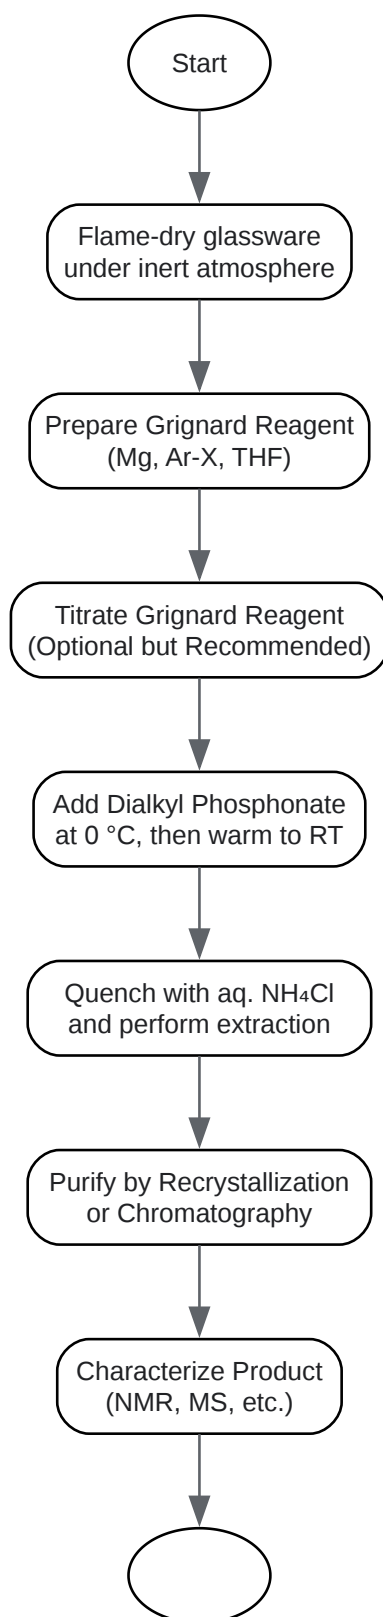 Start
Flame-dry glassware
under inert atmosphere
Prepare Grignard Reagent
(Mg, Ar-X, THF)
Titrate Grignard Reagent
(Optional but Recommended)
Add Dialkyl Phosphonate
at 0 °C, then warm to RT
Quench with aq. NH₄Cl
and perform extraction
Purify by Recrystallization
or Chromatography
Characterize Product
(NMR, MS, etc.)